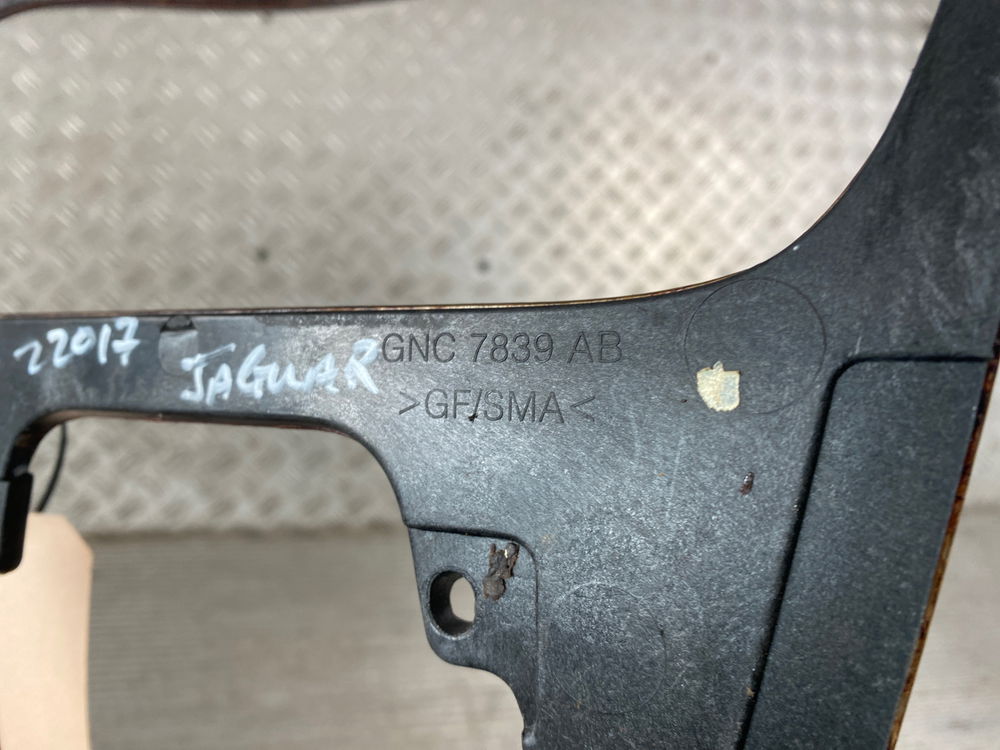 22017 JAGUAR
GNC 7839 AB
>GF/SMA<